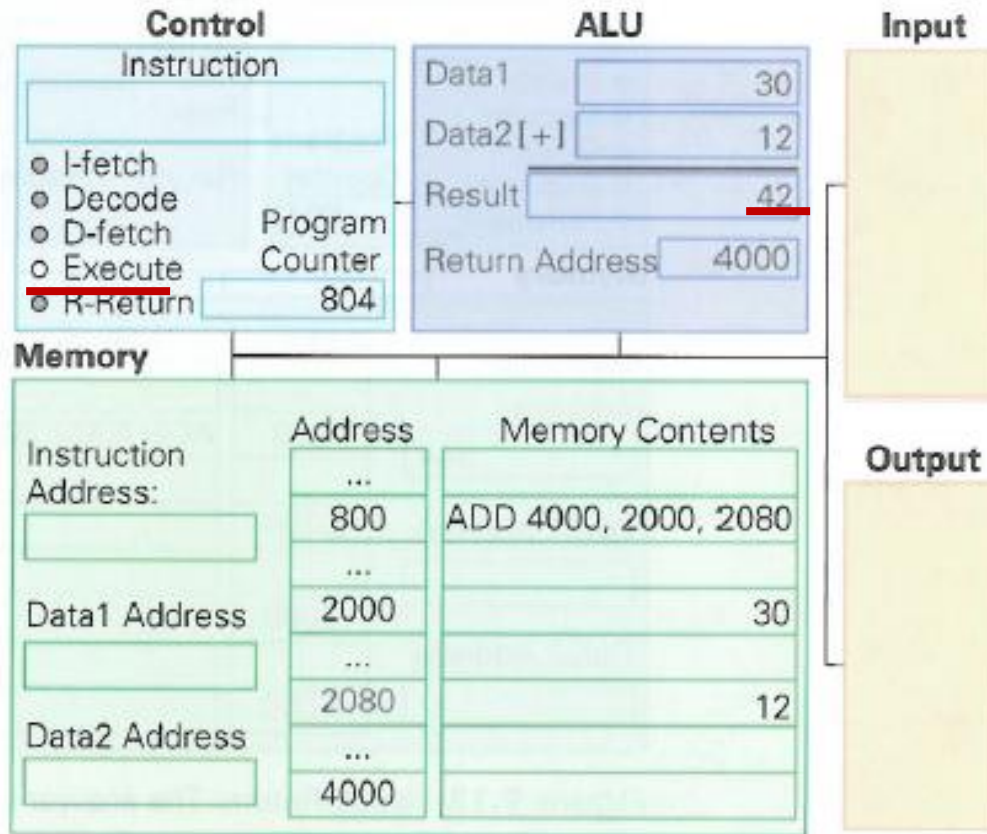 Control
Instruction
I-fetch
Decode
D-fetch
Execute
R-Return
Program
Counter
804
ALU
Data1 30
Data2[+] 12
Result 42
Return Address 4000
Input
Memory
Instruction
Address:
Data1 Address
Data2 Address
Address Memory Contents
...
800 ADD 4000, 2000, 2080
...
2000 30
...
2080 12
...
4000
Output